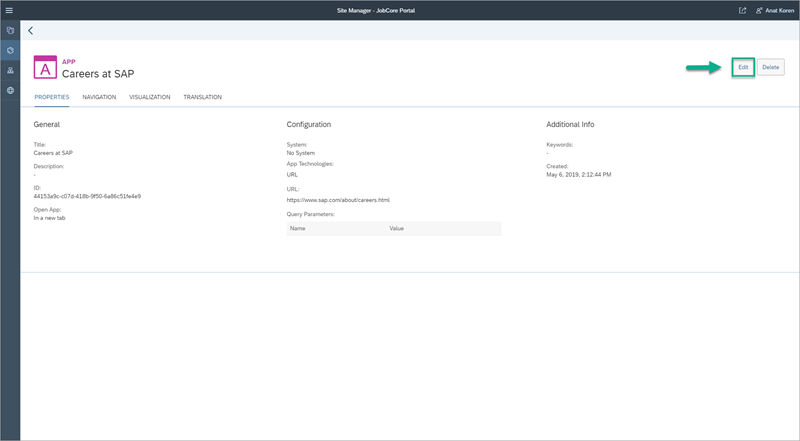 Site Manager - JobCore Portal
Anat Koren
A
APP
Careers at SAP
Edit
Delete
PROPERTIES
NAVIGATION
VISUALIZATION
TRANSLATION
General
Title:
Careers at SAP
Description:
-
ID:
44153a9c-c07d-418b-9f50-6a86c51fe4e9
Open App:
In a new tab
Configuration
System:
No System
App Technologies:
URL
URL:
https://www.sap.com/about/careers.html
Query Parameters:
Name
Value
Additional Info
Keywords:
-
Created:
May 6, 2019, 2:12:44 PM